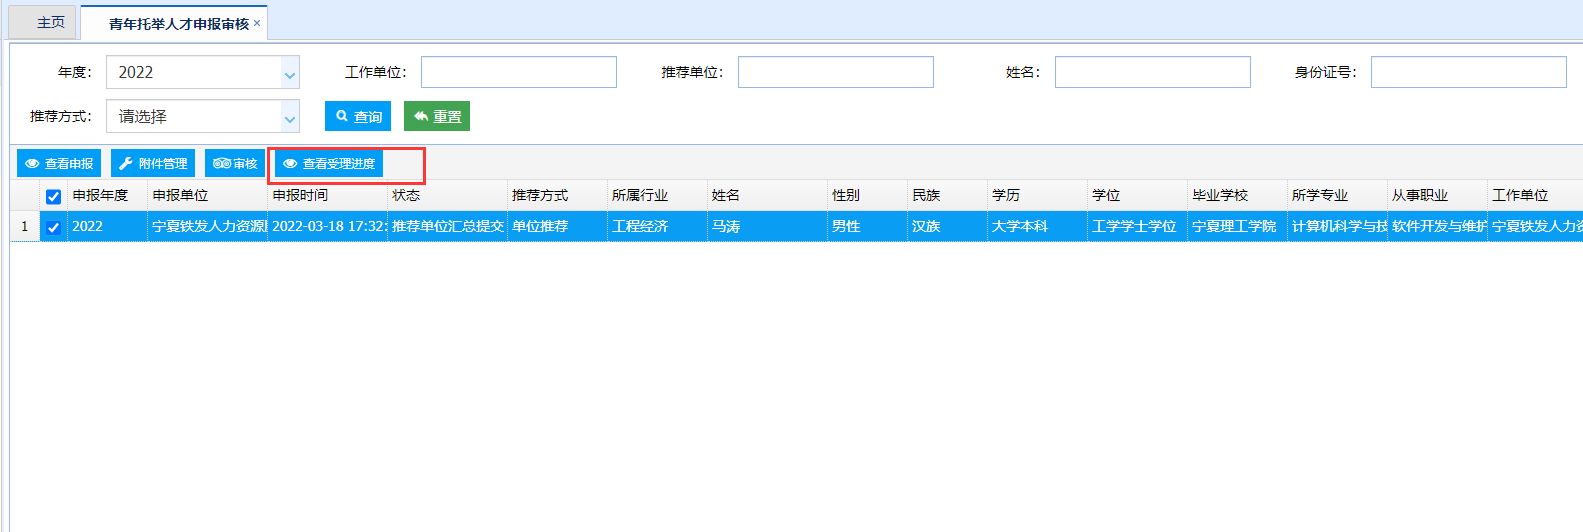 主页 青年托举人才申报审核 ×
年度： 2022 工作单位： 推荐单位： 姓名： 身份证号：
推荐方式： 请选择 查询 重置
查看申报 附件管理 审核 查看受理进度
申报年度 申报单位 申报时间 状态 推荐方式 所属行业 姓名 性别 民族 学历 学位 毕业学校 所学专业 从事职业 工作单位
1 2022 宁夏铁发人力资源 2022-03-18 17:32: 推荐单位汇总提交 单位推荐 工程经济 马涛 男性 汉族 大学本科 工学学士学位 宁夏理工学院 计算机科学与技 软件开发与维护 宁夏铁发人力资